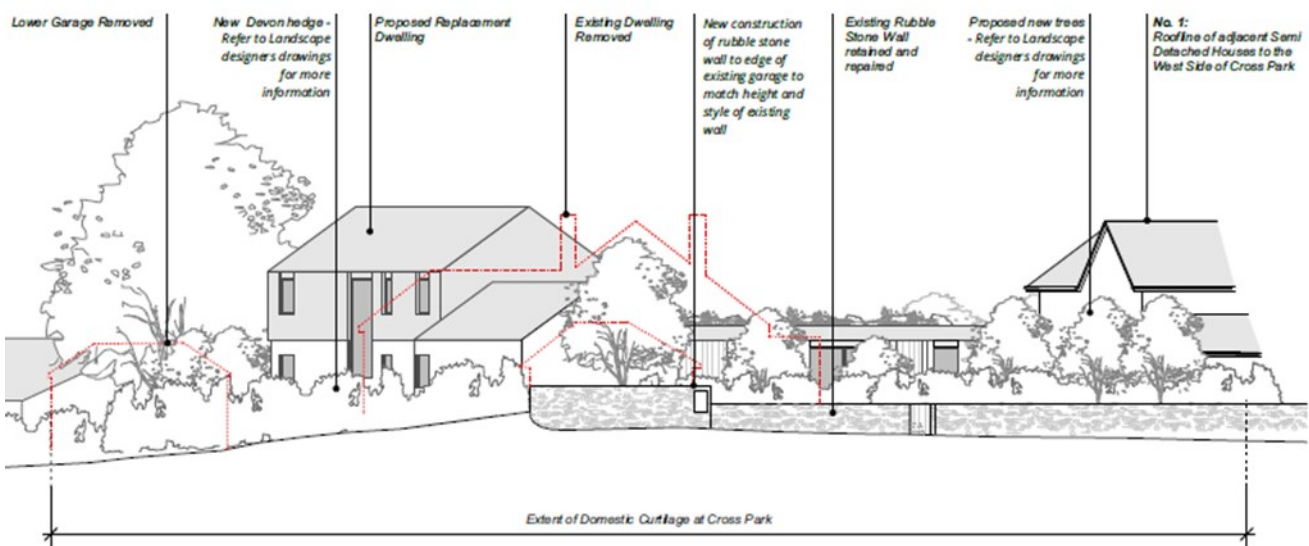 Lower Garage Removed
New Devon hedge -
Refer to Landscape
designers drawings
for more
information
Proposed Replacement
Dwelling
Existing Dwelling
Removed
New construction
of rubble stone
wall to edge of
existing garage to
match height and
style of existing
wall
Existing Rubble
Stone Wall
retained and
repaired
Proposed new trees
- Refer to Landscape
designers drawings
for more
information
No. 1:
Roofline of adjacent Semi
Detached Houses to the
West Side of Cross Park
Extent of Domestic Curtilage at Cross Park